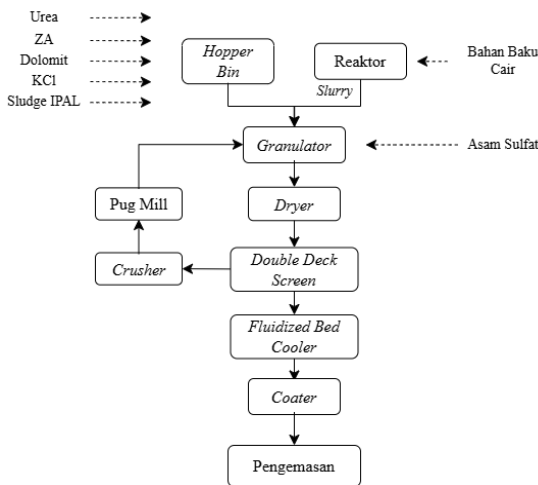 Urea
ZA
Dolomit
KCl
Sludge IPAL
Hopper
Bin
Reaktor
Bahan Baku
Cair
Slurry
Granulator
Asam Sulfat
Pug Mill
Dryer
Crusher
Double Deck
Screen
Fluidized Bed
Cooler
Coater
Pengemasan